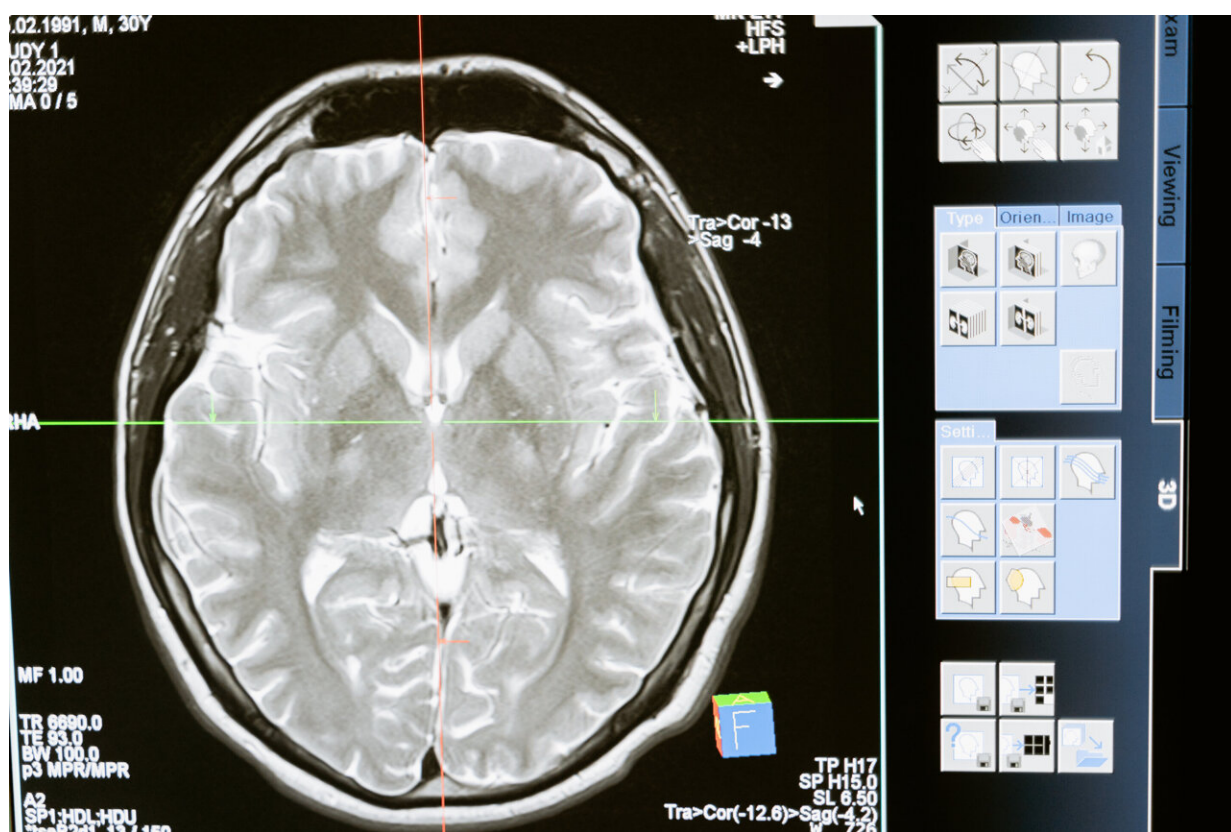 .02.1991, M, 30Y
UDY 1
.02.2021
:39:29
MA 0 / 5
HFS
+LPH
Tra>Cor -13
>Sag -4
RHA
MF 1.00
TR 6690.0
TE 93.0
BW 100.0
p3 MPR/MPR
A2
SP1;HDL;HDU
A
F
TP H17
SP H15.0
SL 6.50
Tra>Cor(-12.6)>Sag(-4.2)
W 726
xam
Viewing
Filming
3D
Type
Orien...
Image
Setti...
?